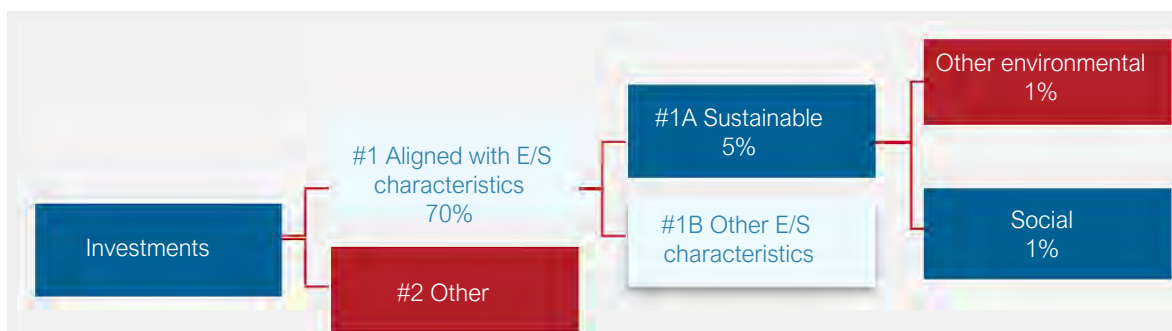 Investments
#1 Aligned with E/S
characteristics
70%
#2 Other
#1A Sustainable
5%
#1B Other E/S
characteristics
Other environmental
1%
Social
1%